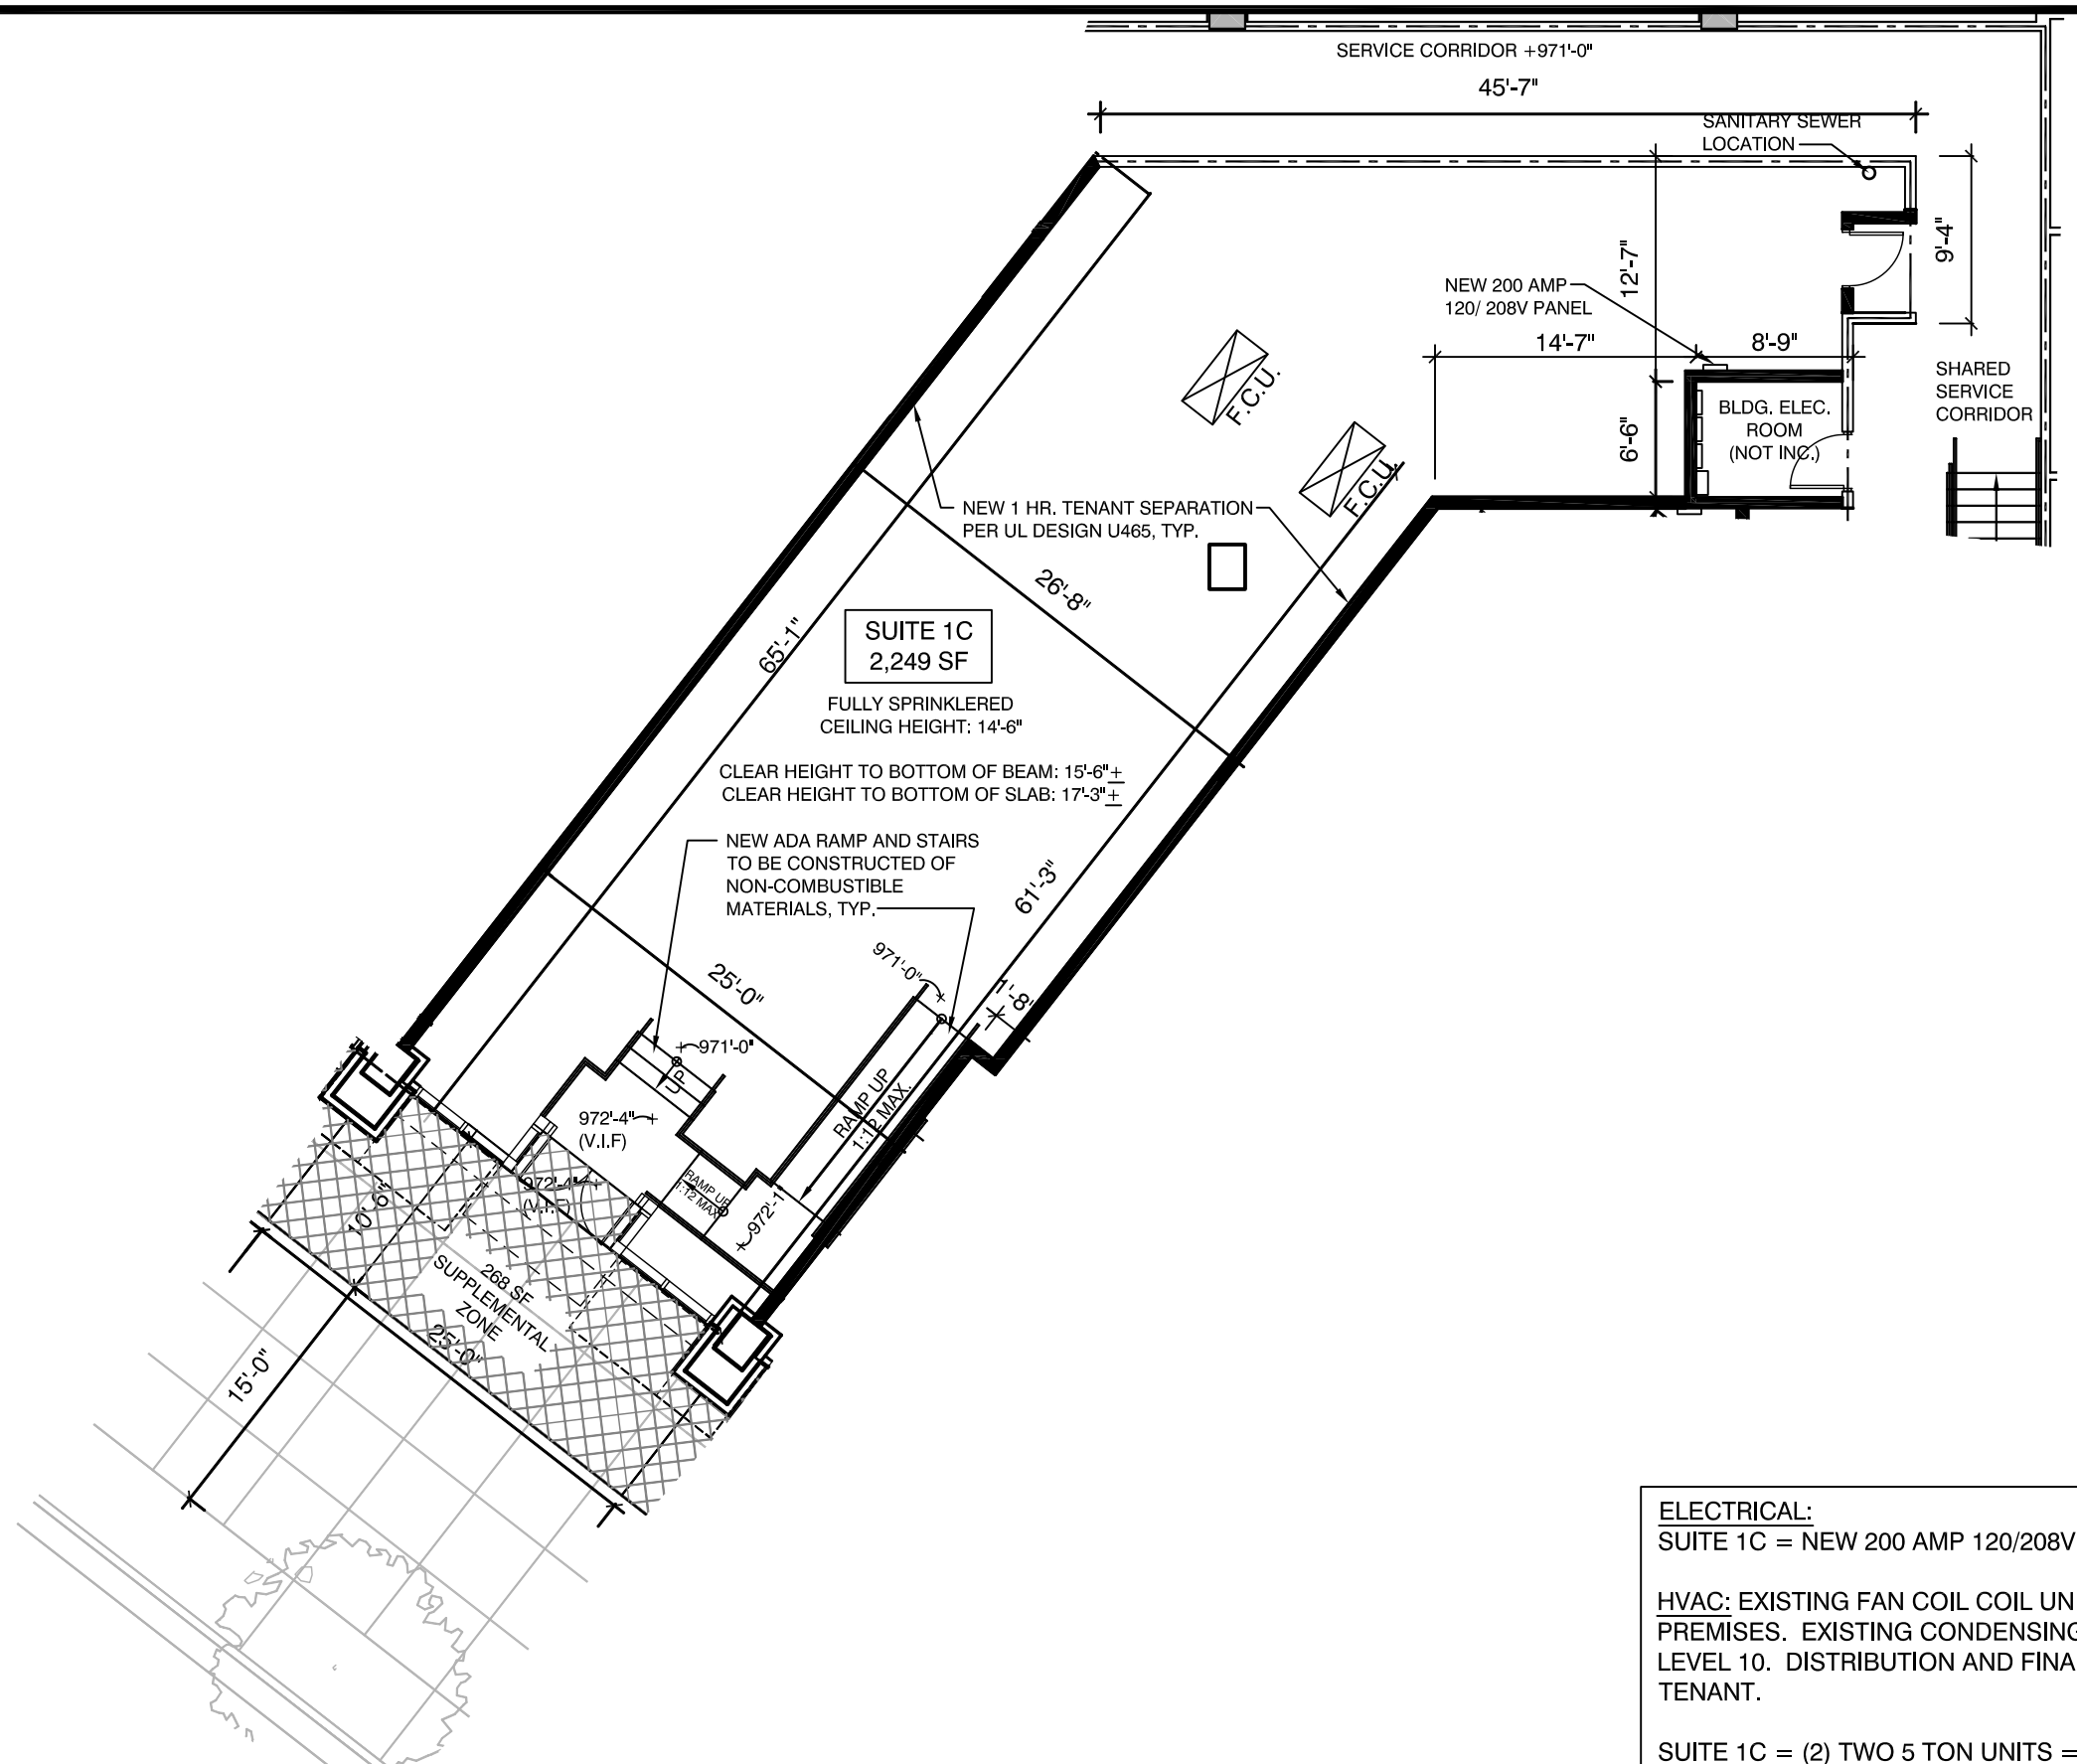 SERVICE CORRIDOR +971'-0"
45'-7"
SANITARY SEWER
LOCATION
9'-4"
12'-7"
NEW 200 AMP
120/ 208V PANEL
14'-7"
8'-9"
SHARED
SERVICE
CORRIDOR
BLDG. ELEC.
ROOM
(NOT INC.)
6'-6"
F.C.U.
F.C.U.
NEW 1 HR. TENANT SEPARATION
PER UL DESIGN U465, TYP.
26'-8"
65'-1"
SUITE 1C
2,249 SF
FULLY SPRINKLERED
CEILING HEIGHT: 14'-6"
CLEAR HEIGHT TO BOTTOM OF BEAM: 15'-6"±
CLEAR HEIGHT TO BOTTOM OF SLAB: 17'-3"±
NEW ADA RAMP AND STAIRS
TO BE CONSTRUCTED OF
NON-COMBUSTIBLE
MATERIALS, TYP.
61'-3"
971'-0"
1'-8"
25'-0"
971'-0"
UP
RAMP UP
1:12 MAX.
972'-4"
(V.I.F)
RAMP UP
1:12 MAX.
972'-1"
972'-4"
(V.I.F)
10'-6"
268 SF
SUPPLEMENTAL
ZONE
25'-0"
15'-0"
ELECTRICAL:
SUITE 1C = NEW 200 AMP 120/208V
HVAC: EXISTING FAN COIL COIL UN
PREMISES. EXISTING CONDENSING
LEVEL 10. DISTRIBUTION AND FINA
TENANT.
SUITE 1C = (2) TWO 5 TON UNITS =